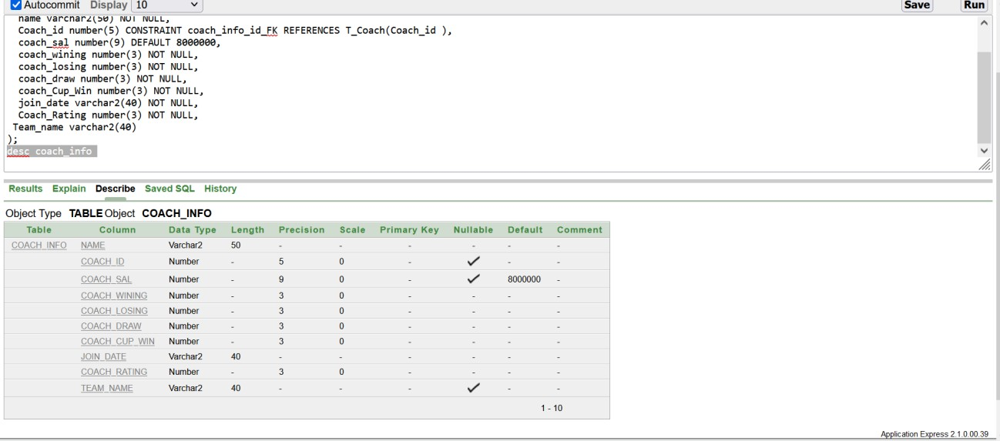 Autocommit Display 10 Save Run
name varchar2(50) NOT NULL,
Coach_id number(5) CONSTRAINT coach_info_id_FK REFERENCES T_Coach(Coach_id ),
coach_sal number(9) DEFAULT 8000000,
coach_wining number(3) NOT NULL,
coach_losing number(3) NOT NULL,
coach_draw number(3) NOT NULL,
coach_Cup_Win number(3) NOT NULL,
join_date varchar2(40) NOT NULL,
Coach_Rating number(3) NOT NULL,
Team_name varchar2(40)
);
desc coach_info
Results Explain Describe Saved SQL History
Object Type TABLE Object COACH_INFO
Table Column Data Type Length Precision Scale Primary Key Nullable Default Comment
COACH_INFO NAME Varchar2 50 - - - - - -
COACH_ID Number - 5 0 - - -
COACH_SAL Number - 9 0 - 8000000 -
COACH_WINING Number - 3 0 - - - -
COACH_LOSING Number - 3 0 - - - -
COACH_DRAW Number - 3 0 - - - -
COACH_CUP_WIN Number - 3 0 - - - -
JOIN_DATE Varchar2 40 - - - - - -
COACH_RATING Number - 3 0 - - - -
TEAM_NAME Varchar2 40 - - - - -
1 - 10
Application Express 2.1.0.00.39